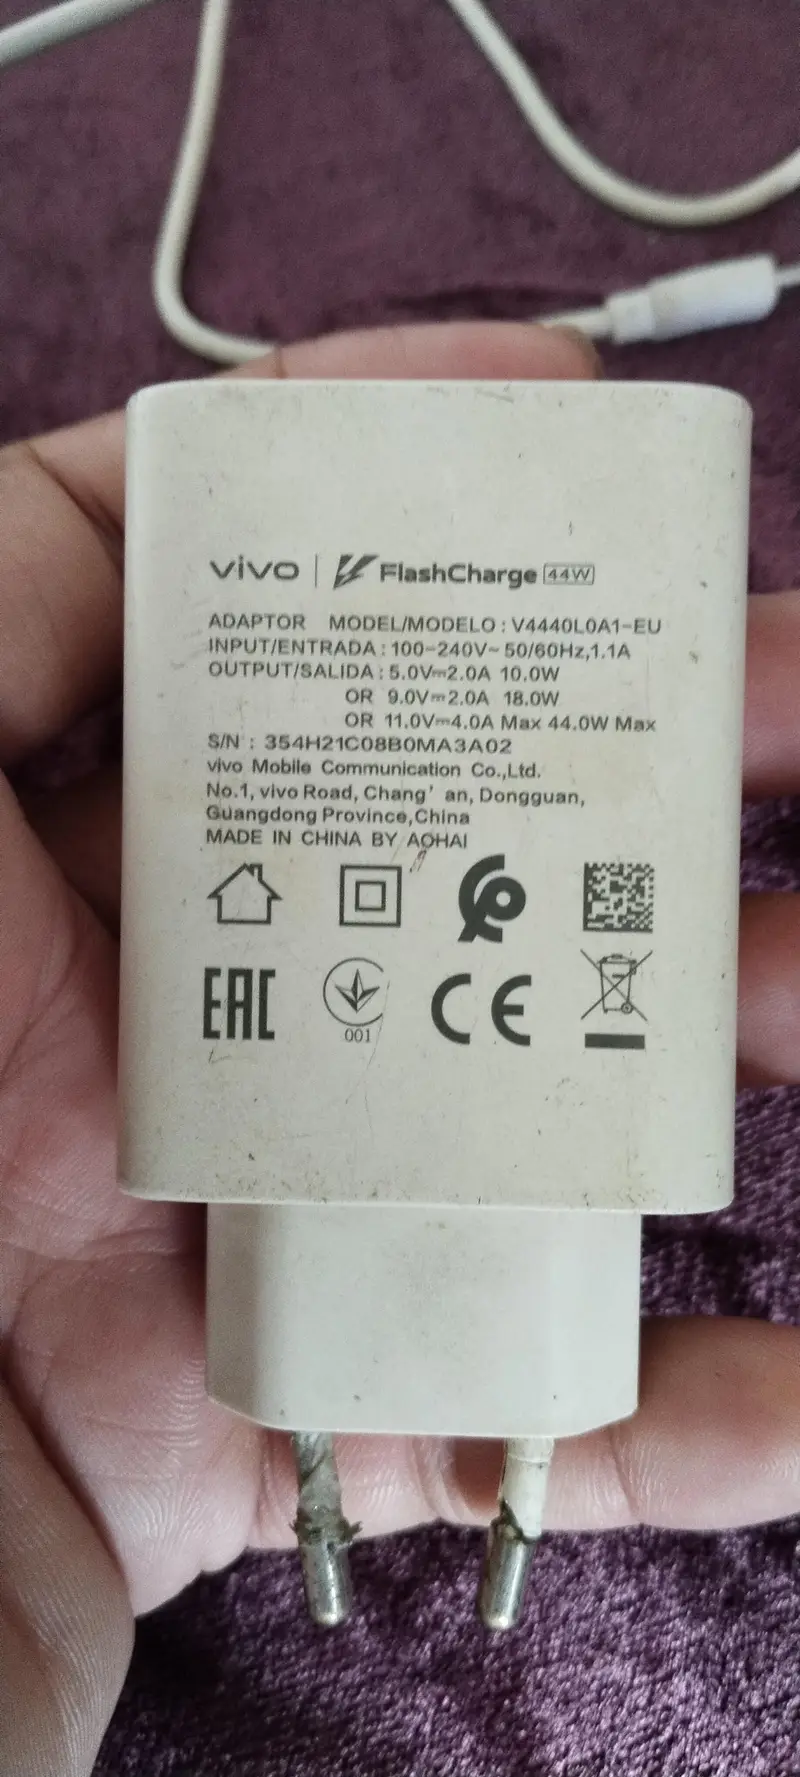 vivo | FlashCharge 44W
ADAPTOR MODEL/MODELO : V4440L0A1-EU
INPUT/ENTRADA : 100-240V~ 50/60Hz,1.1A
OUTPUT/SALIDA : 5.0V⎓2.0A 10.0W
OR 9.0V⎓2.0A 18.0W
OR 11.0V⎓4.0A Max 44.0W Max
S/N : 354H21C08B0MA3A02
vivo Mobile Communication Co.,Ltd.
No.1, vivo Road, Chang' an, Dongguan,
Guangdong Province,China
MADE IN CHINA BY AOHAI
EAC 001 CE